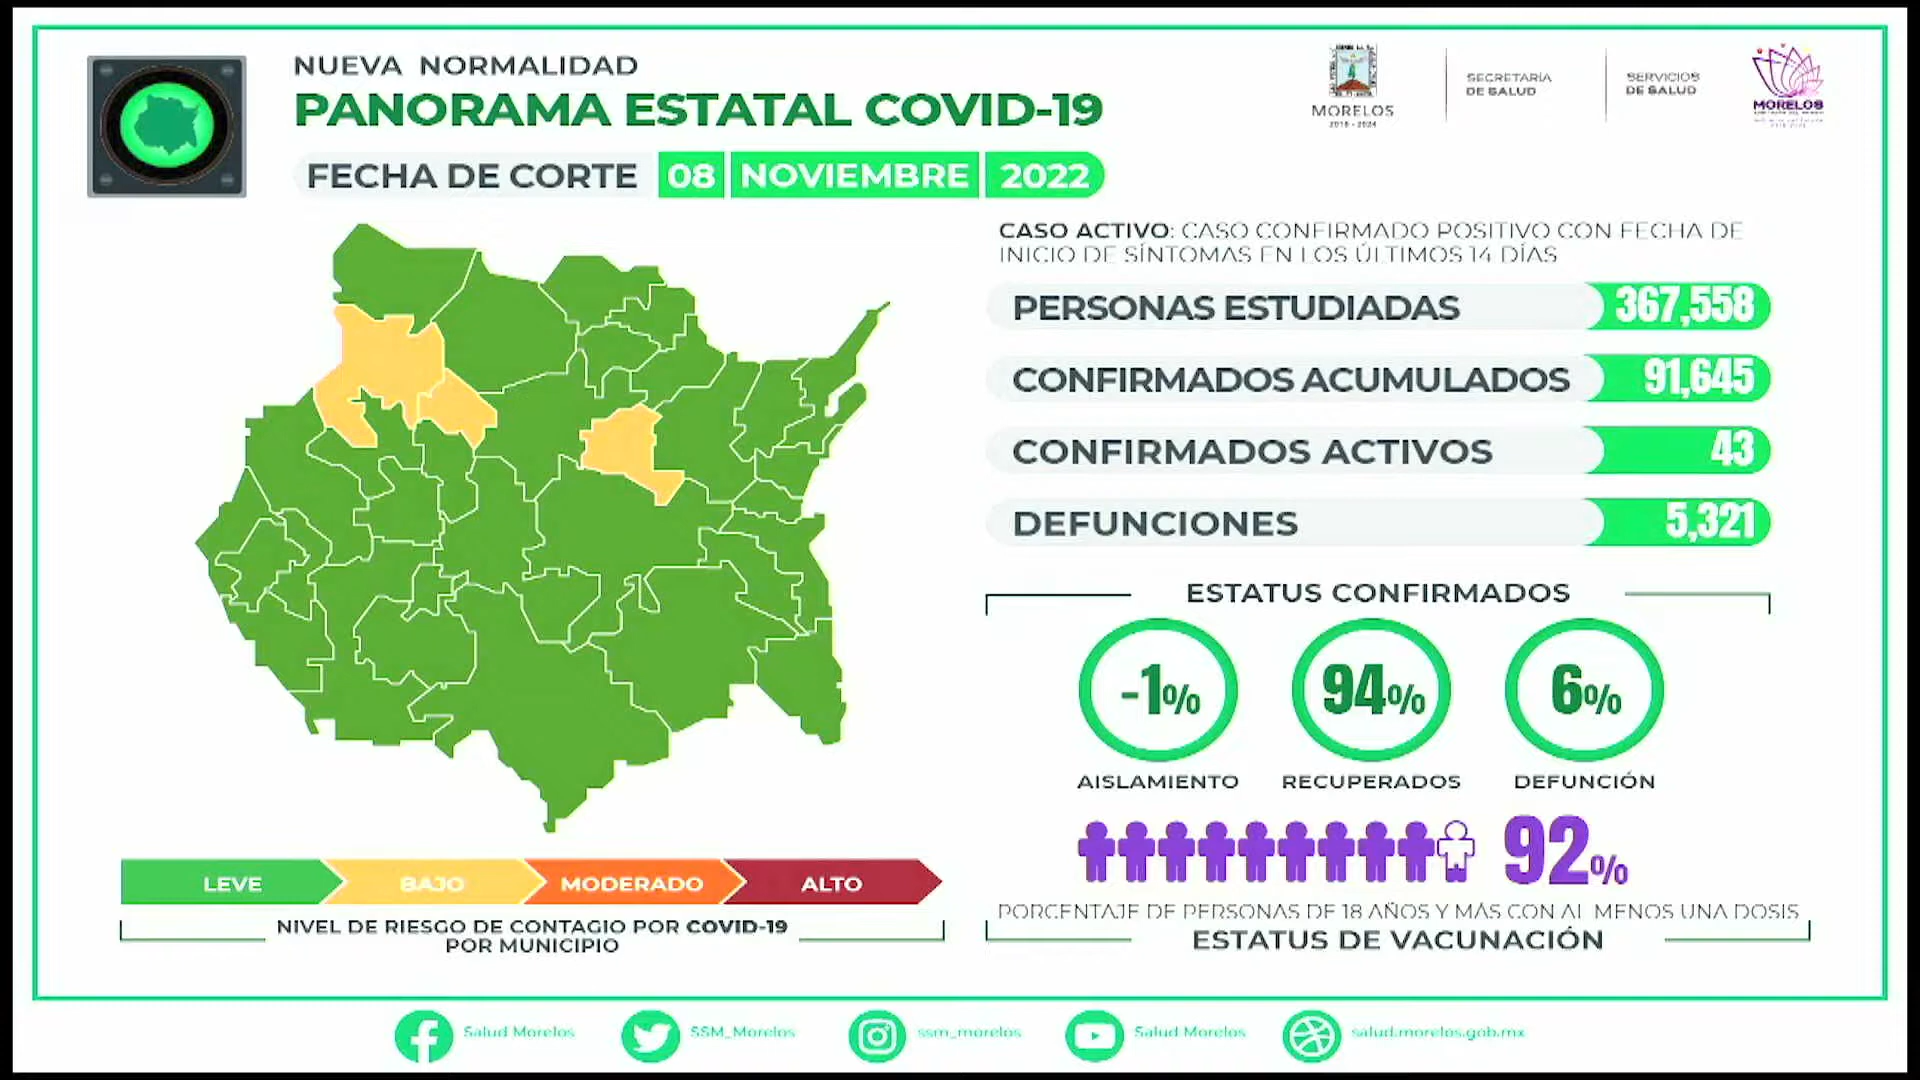 NUEVA NORMALIDAD
PANORAMA ESTATAL COVID-19
FECHA DE CORTE 08 NOVIEMBRE 2022
MORELOS
2018 - 2024
SECRETARÍA
DE SALUD
SERVICIOS
DE SALUD
MORELOS
CASO ACTIVO: CASO CONFIRMADO POSITIVO CON FECHA DE
INICIO DE SÍNTOMAS EN LOS ÚLTIMOS 14 DÍAS
PERSONAS ESTUDIADAS 367,558
CONFIRMADOS ACUMULADOS 91,645
CONFIRMADOS ACTIVOS 43
DEFUNCIONES 5,321
ESTATUS CONFIRMADOS
-1% 94% 6%
AISLAMIENTO RECUPERADOS DEFUNCIÓN
92%
PORCENTAJE DE PERSONAS DE 18 AÑOS Y MÁS CON AL MENOS UNA DOSIS
ESTATUS DE VACUNACIÓN
LEVE BAJO MODERADO ALTO
NIVEL DE RIESGO DE CONTAGIO POR COVID-19
POR MUNICIPIO
Salud Morelos SSM_Morelos ssm_morelos Salud Morelos salud.morelos.gob.mx